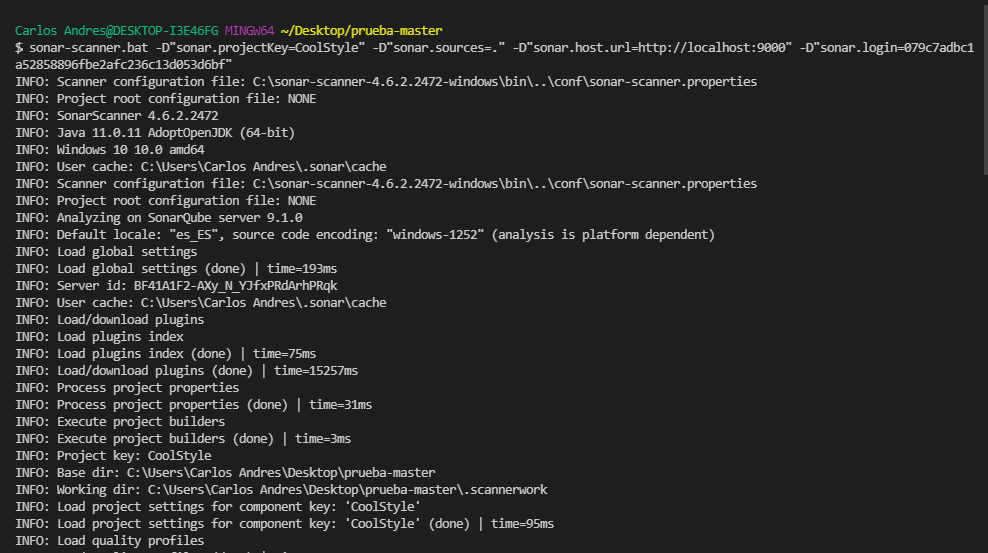 Carlos Andres@DESKTOP-I3E46FG MINGW64 ~/Desktop/prueba-master
$ sonar-scanner.bat -D"sonar.projectKey=CoolStyle" -D"sonar.sources=." -D"sonar.host.url=http://localhost:9000" -D"sonar.login=079c7adbc1
a52858896fbe2afc236c13d053d6bf"
INFO: Scanner configuration file: C:\sonar-scanner-4.6.2.2472-windows\bin\..\conf\sonar-scanner.properties
INFO: Project root configuration file: NONE
INFO: SonarScanner 4.6.2.2472
INFO: Java 11.0.11 AdoptOpenJDK (64-bit)
INFO: Windows 10 10.0 amd64
INFO: User cache: C:\Users\Carlos Andres\.sonar\cache
INFO: Scanner configuration file: C:\sonar-scanner-4.6.2.2472-windows\bin\..\conf\sonar-scanner.properties
INFO: Project root configuration file: NONE
INFO: Analyzing on SonarQube server 9.1.0
INFO: Default locale: "es_ES", source code encoding: "windows-1252" (analysis is platform dependent)
INFO: Load global settings
INFO: Load global settings (done) | time=193ms
INFO: Server id: BF41A1F2-AXy_N_YJfxPRdArhPRqk
INFO: User cache: C:\Users\Carlos Andres\.sonar\cache
INFO: Load/download plugins
INFO: Load plugins index
INFO: Load plugins index (done) | time=75ms
INFO: Load/download plugins (done) | time=15257ms
INFO: Process project properties
INFO: Process project properties (done) | time=31ms
INFO: Execute project builders
INFO: Execute project builders (done) | time=3ms
INFO: Project key: CoolStyle
INFO: Base dir: C:\Users\Carlos Andres\Desktop\prueba-master
INFO: Working dir: C:\Users\Carlos Andres\Desktop\prueba-master\.scannerwork
INFO: Load project settings for component key: 'CoolStyle'
INFO: Load project settings for component key: 'CoolStyle' (done) | time=95ms
INFO: Load quality profiles